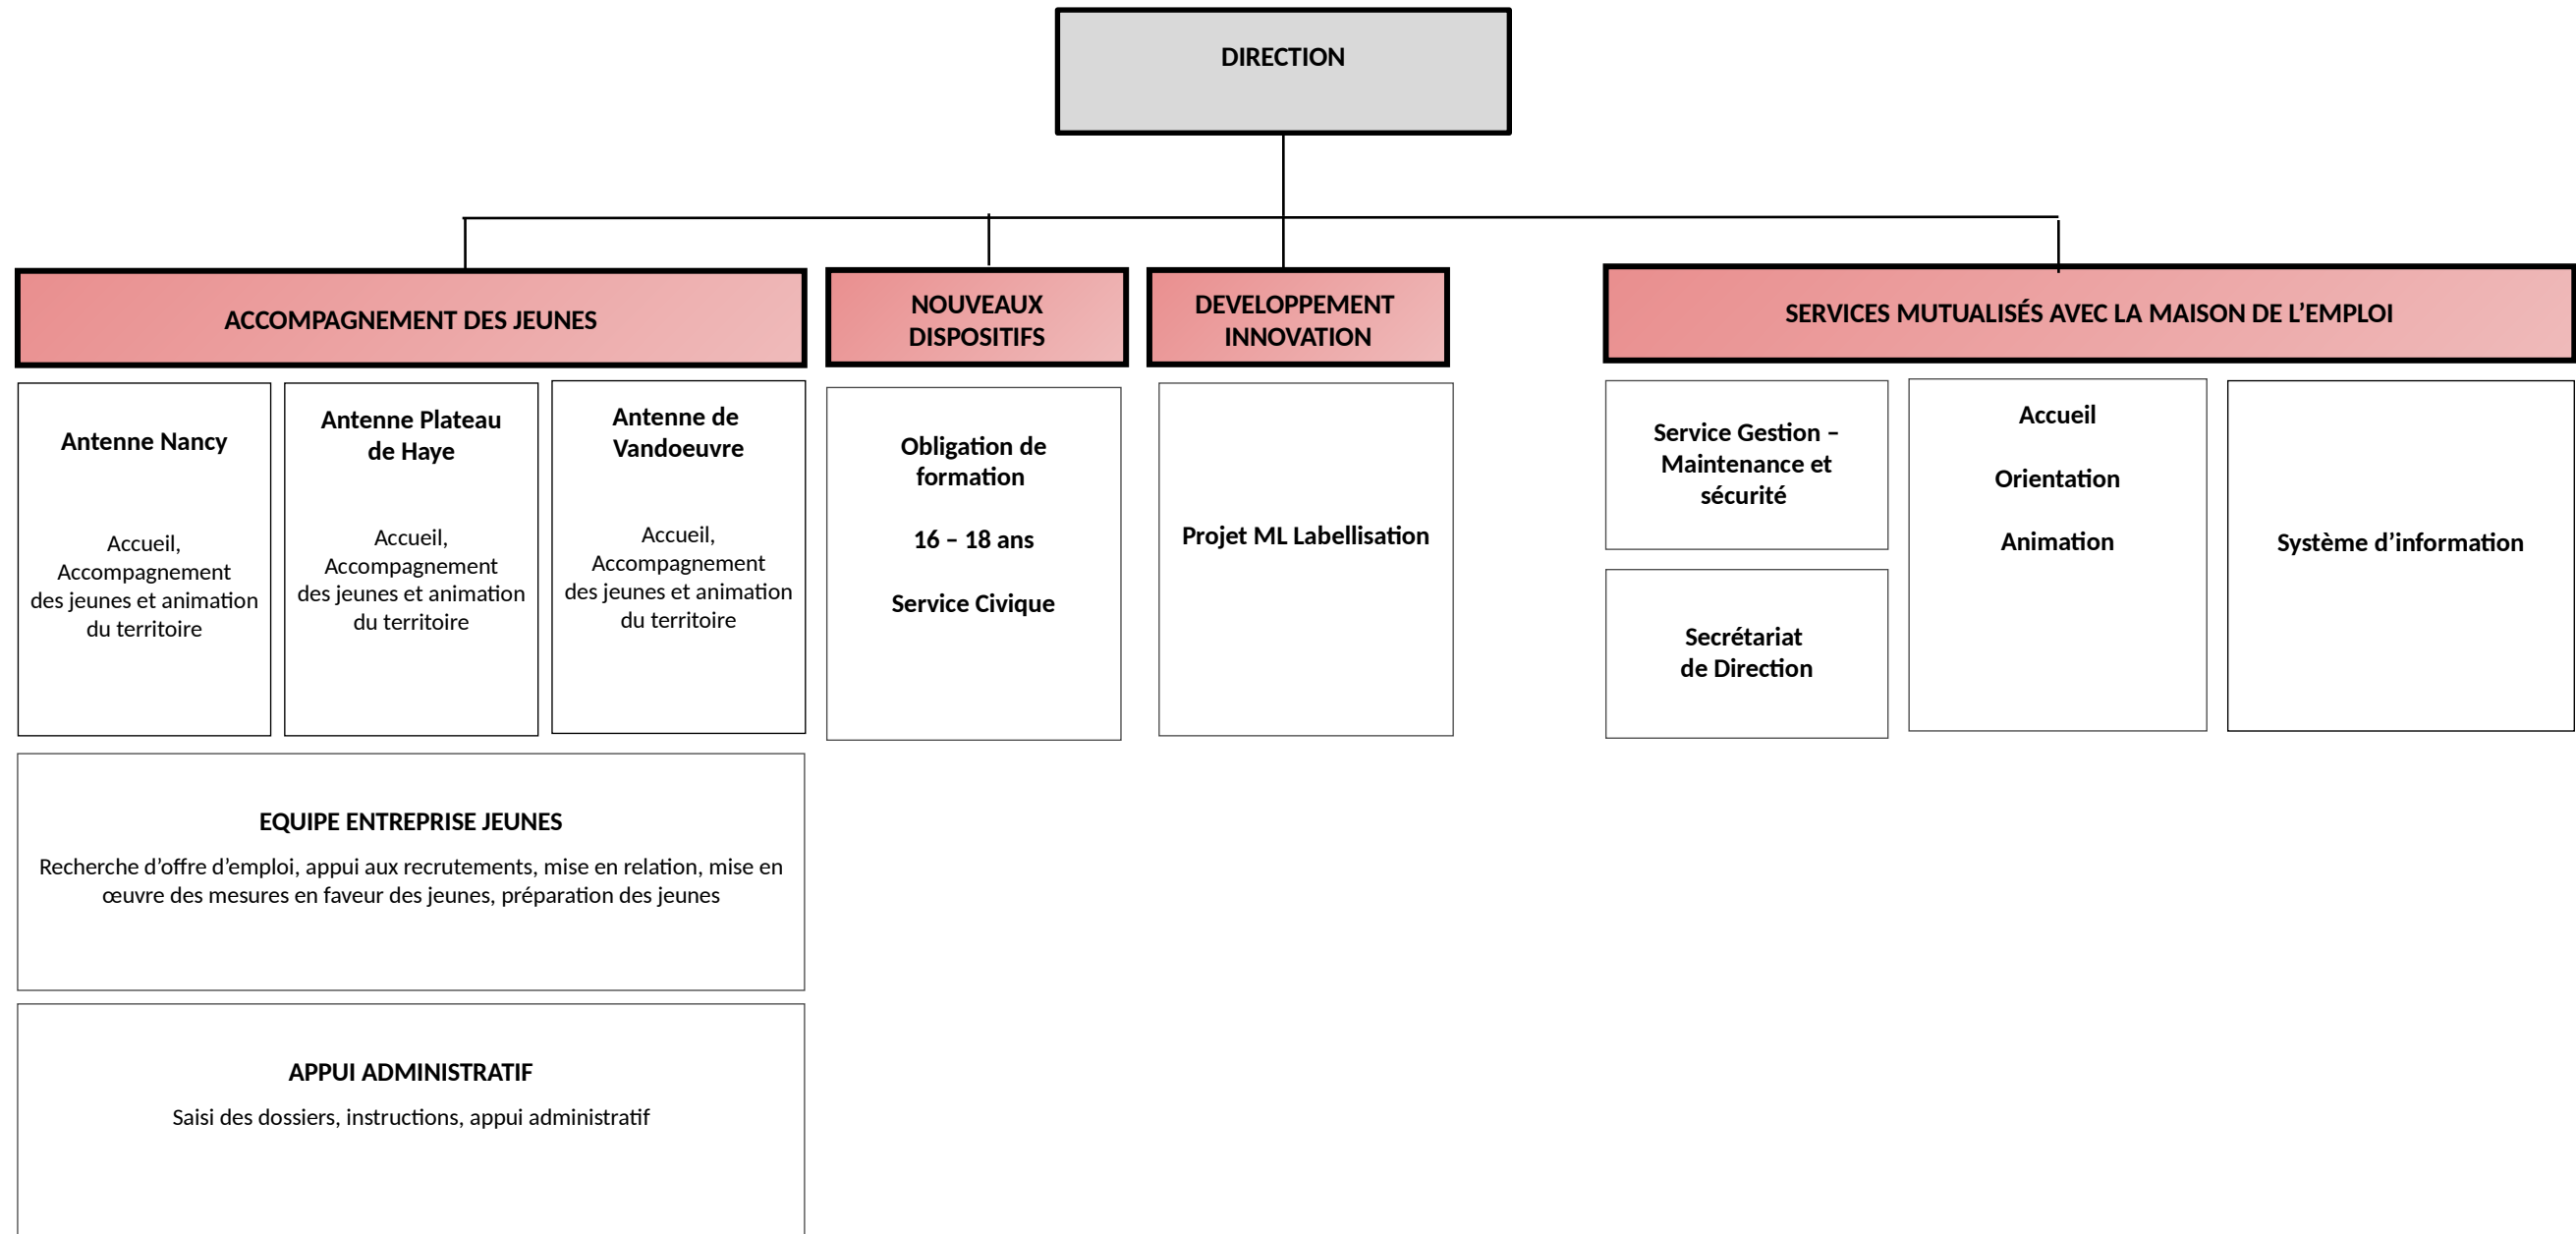 DIRECTION
ACCOMPAGNEMENT DES JEUNES
NOUVEAUX
DISPOSITIFS
DEVELOPPEMENT
INNOVATION
SERVICES MUTUALISÉS AVEC LA MAISON DE L’EMPLOI
Antenne Nancy
Accueil,
Accompagnement
des jeunes et animation
du territoire
Antenne Plateau
de Haye
Accueil,
Accompagnement
des jeunes et animation
du territoire
Antenne de
Vandoeuvre
Accueil,
Accompagnement
des jeunes et animation
du territoire
Obligation de
formation
16 – 18 ans
Service Civique
Projet ML Labellisation
Service Gestion –
Maintenance et
sécurité
Secrétariat
de Direction
Accueil
Orientation
Animation
Système d’information
EQUIPE ENTREPRISE JEUNES
Recherche d’offre d’emploi, appui aux recrutements, mise en relation, mise en
œuvre des mesures en faveur des jeunes, préparation des jeunes
APPUI ADMINISTRATIF
Saisi des dossiers, instructions, appui administratif